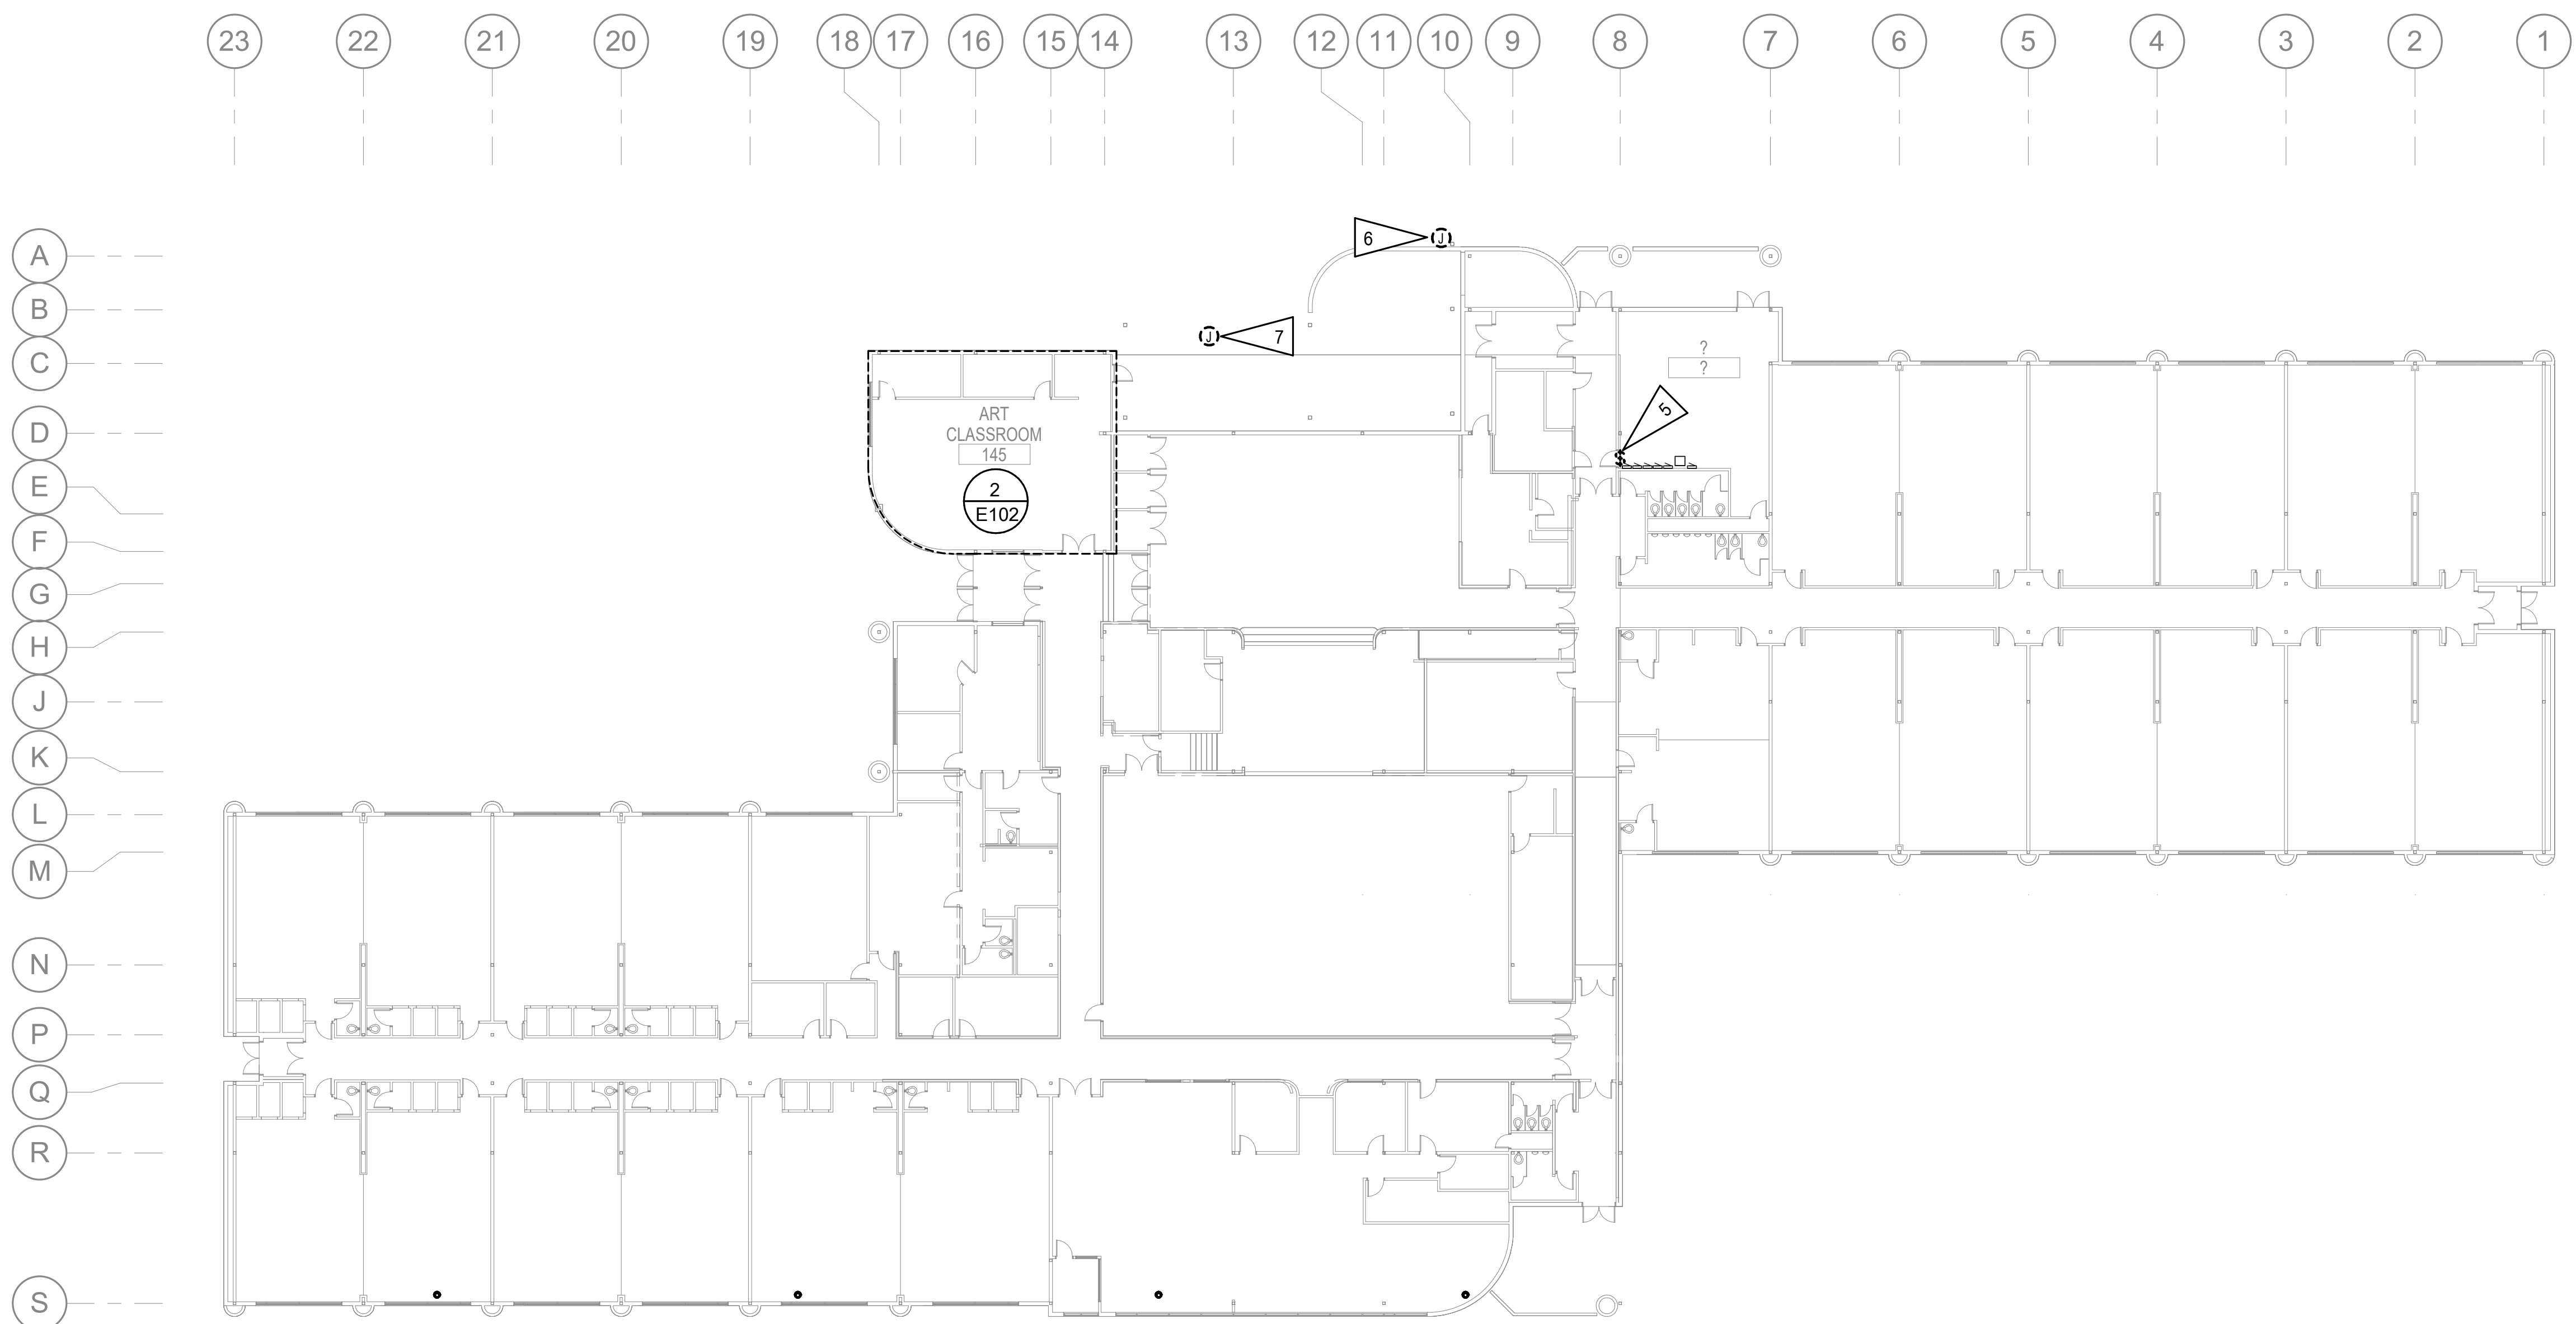 23 22 21 20 19 18 17 16 15 14 13 12 11 10 9 8 7 6 5 4 3 2 1
A
6 J
B
J 7
?
C
?
5
ART
D
CLASSROOM
145
$
E
2
E102
F
G
H
J
K
L
M
N
P
Q
R
S